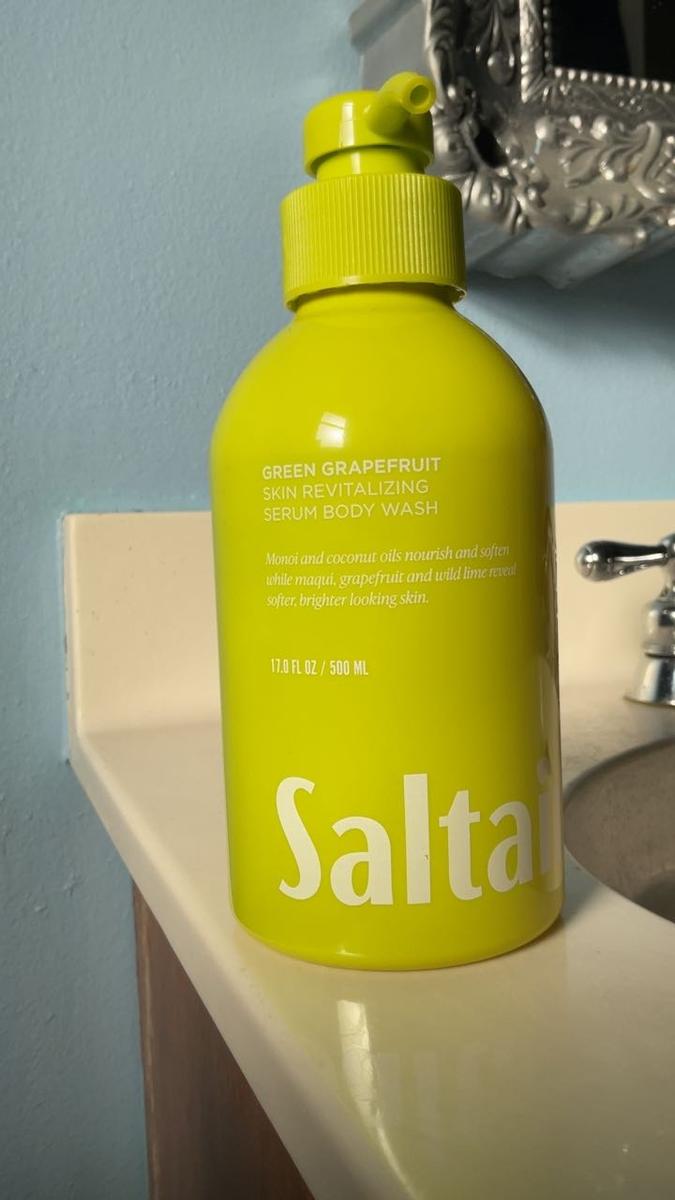 GREEN GRAPEFRUIT
SKIN REVITALIZING
SERUM BODY WASH
Monoi and coconut oils nourish and soften
while maqui, grapefruit and wild lime reveal
softer, brighter looking skin.
17.0 FL OZ / 500 ML
Saltai